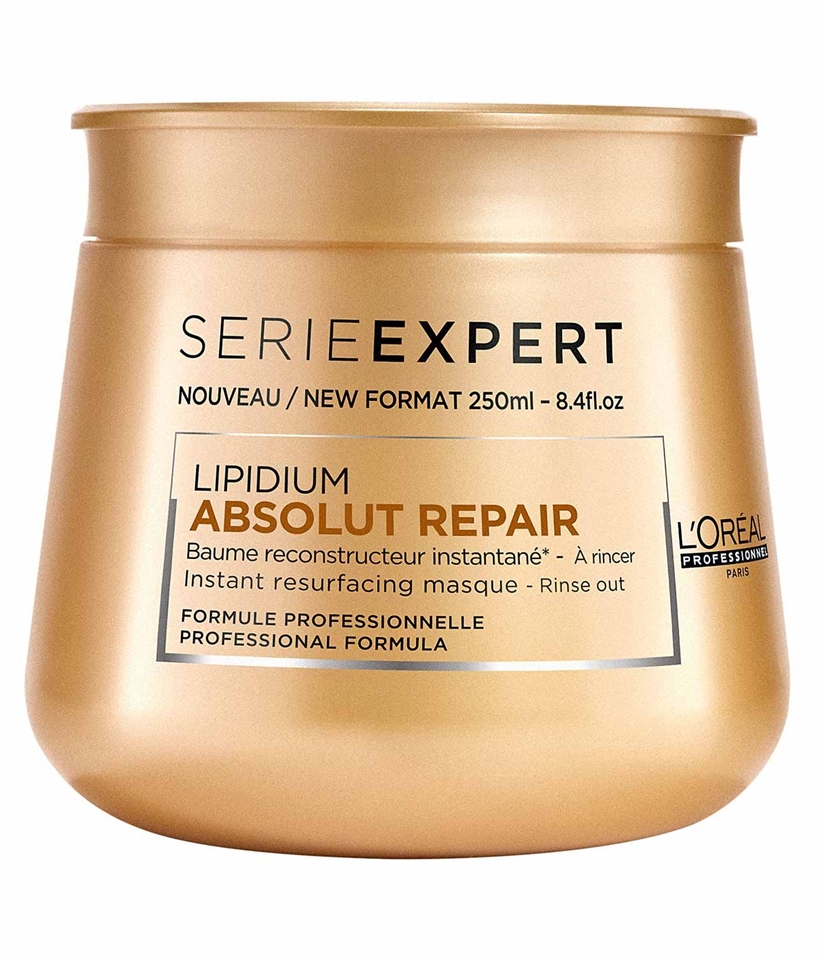 SERIEEXPERT
NOUVEAU / NEW FORMAT 250ml – 8.4fl.oz
LIPIDIUM
ABSOLUT REPAIR
Baume reconstructeur instantané* - À rincer
Instant resurfacing masque - Rinse out
FORMULE PROFESSIONNELLE
PROFESSIONAL FORMULA
L'ORÉAL
PROFESSIONNEL
PARIS